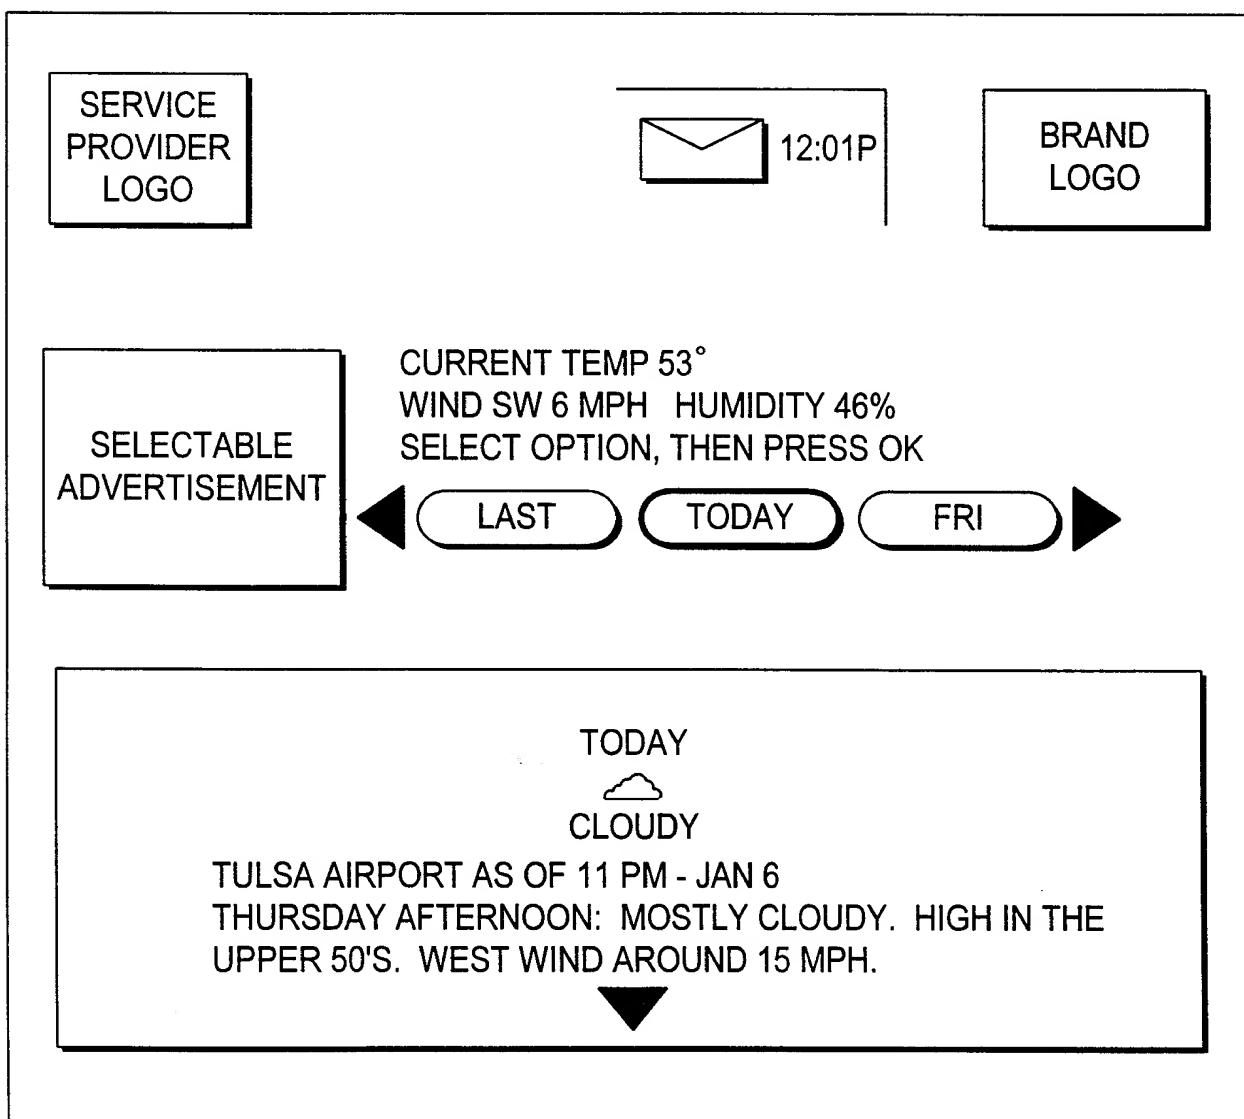 SERVICE
PROVIDER
LOGO
12:01P
BRAND
LOGO
SELECTABLE
ADVERTISEMENT
CURRENT TEMP 53°
WIND SW 6 MPH HUMIDITY 46%
SELECT OPTION, THEN PRESS OK
LAST
TODAY
FRI
TODAY
CLOUDY
TULSA AIRPORT AS OF 11 PM - JAN 6
THURSDAY AFTERNOON: MOSTLY CLOUDY. HIGH IN THE
UPPER 50'S. WEST WIND AROUND 15 MPH.